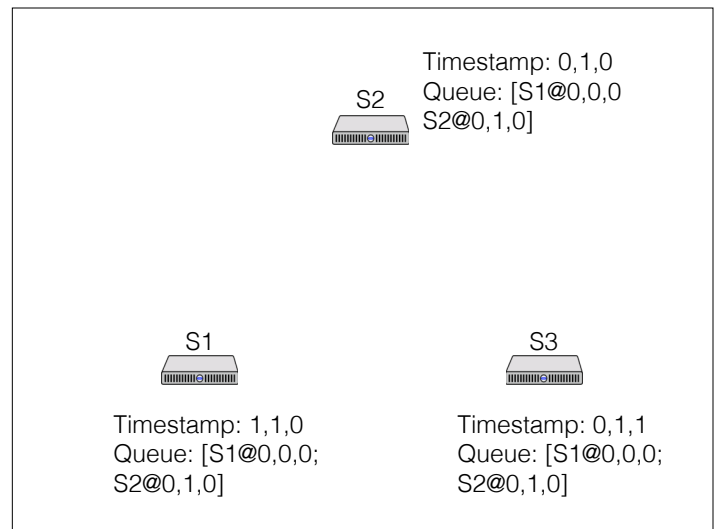 Timestamp: 0,1,0
Queue: [S1@0,0,0
S2@0,1,0]
S2
S1
Timestamp: 1,1,0
Queue: [S1@0,0,0;
S2@0,1,0]
S3
Timestamp: 0,1,1
Queue: [S1@0,0,0;
S2@0,1,0]